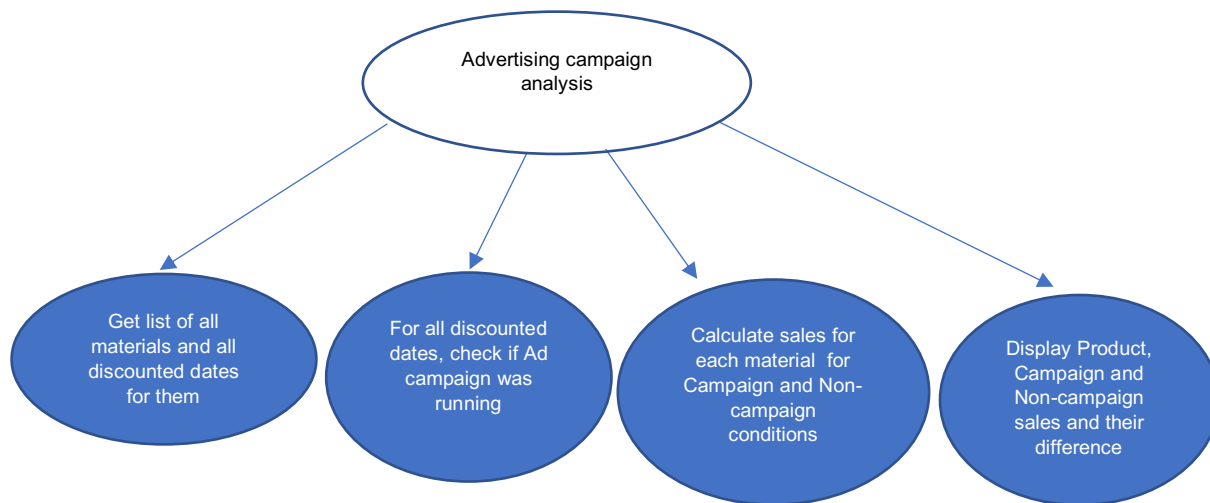 Advertising campaign
analysis
Get list of all
materials and all
discounted dates
for them
For all discounted
dates, check if Ad
campaign was
running
Calculate sales for
each material for
Campaign and Non-
campaign
conditions
Display Product,
Campaign and
Non-campaign
sales and their
difference